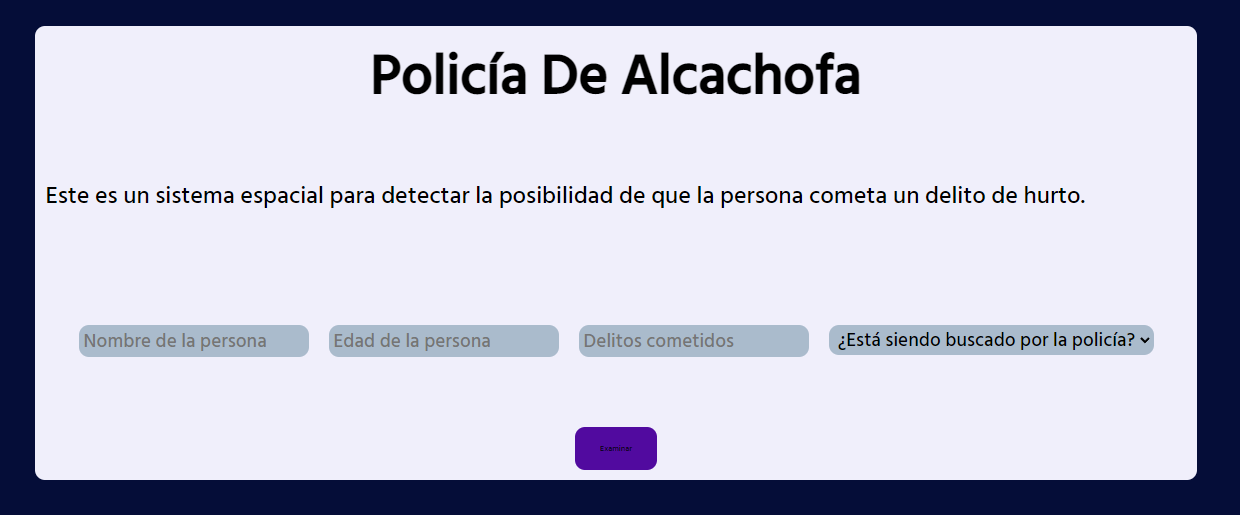 Policía De Alcachofa
Este es un sistema espacial para detectar la posibilidad de que la persona cometa un delito de hurto.
Nombre de la persona Edad de la persona Delitos cometidos ¿Está siendo buscado por la policía?
Examinar